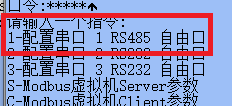 口令:*****↑
请输入一个指令:
1-配置串口 1 RS485 自由口
2-配置串口 2 RS232 自由口
3-配置串口 3 RS232 自由口
S-Modbus虚拟机Server参数
C-Modbus虚拟机Client参数